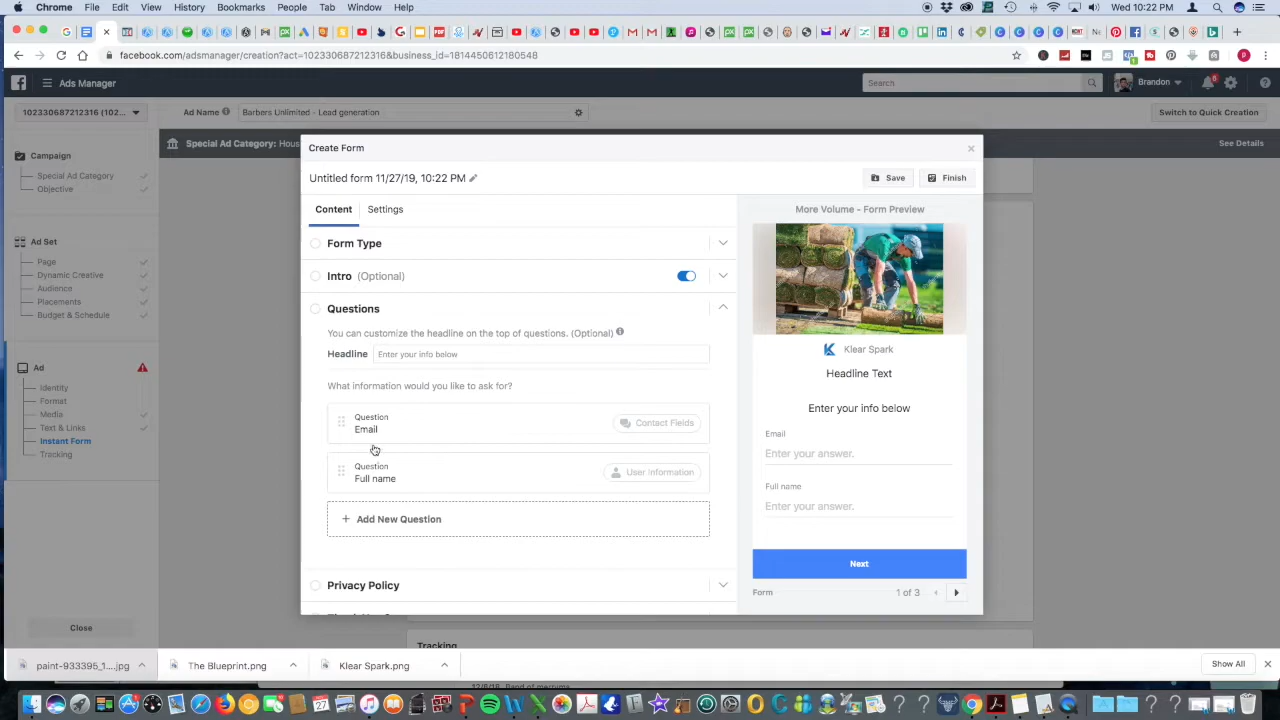 Chrome File Edit View History Bookmarks People Tab Window Help
Wed 10:22 PM
facebook.com/adsmanager/creation?act=102330687212316&business_id=1814450612180548
Ads Manager
Search
Brandon
6
102330687212316 (102...
Ad Name
Barbers Unlimited - Lead generation
Switch to Quick Creation
Special Ad Category: Hous
See Details
Campaign
Special Ad Category
Objective
Ad Set
Page
Dynamic Creative
Audience
Placements
Budget & Schedule
Ad
Identity
Format
Media
Text & Links
Instant Form
Tracking
Close
Create Form
Untitled form 11/27/19, 10:22 PM
Save
Finish
Content
Settings
Form Type
Intro (Optional)
Questions
You can customize the headline on the top of questions. (Optional)
Headline
Enter your info below
What information would you like to ask for?
Question
Email
Contact Fields
Question
Full name
User Information
+ Add New Question
Privacy Policy
More Volume - Form Preview
Klear Spark
Headline Text
Enter your info below
Email
Enter your answer.
Full name
Enter your answer.
Next
Form
1 of 3
Tracking
paint-933395_1....jpg
The Blueprint.png
Klear Spark.png
Show All